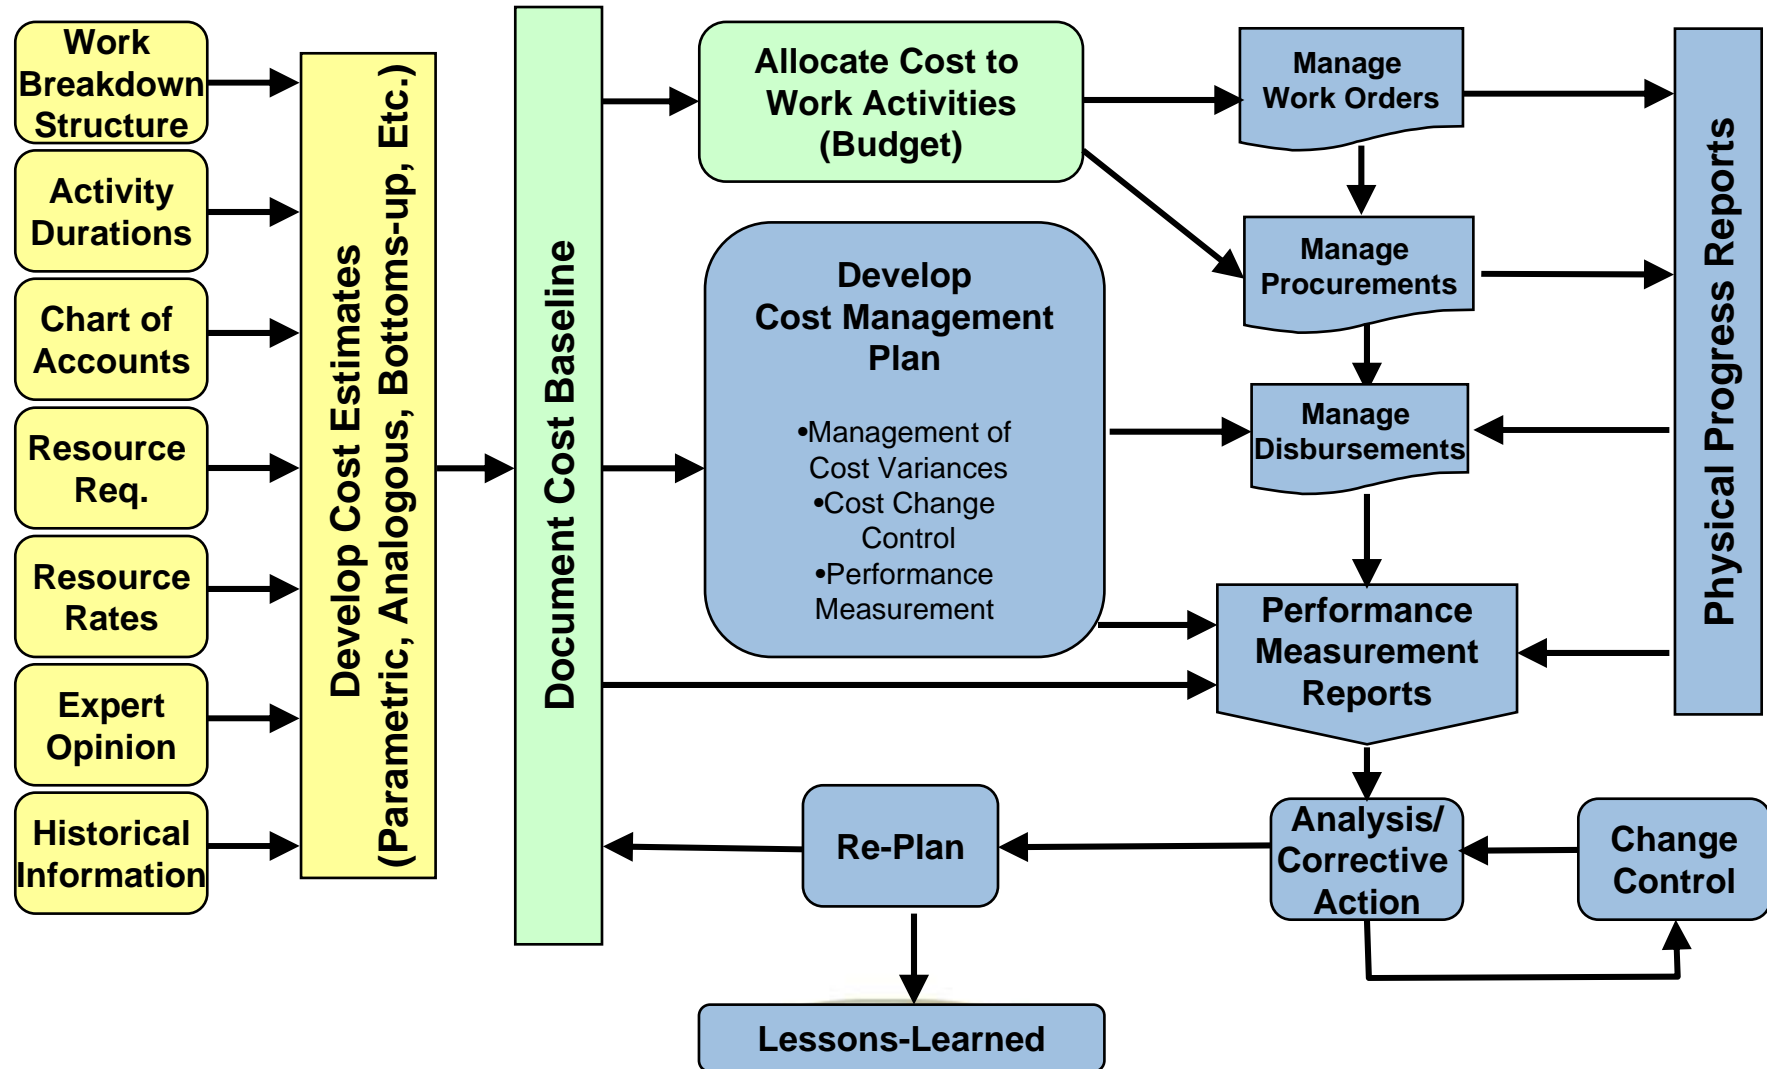 Work
Breakdown
Structure
Activity
Durations
Chart of
Accounts
Resource
Req.
Resource
Rates
Expert
Opinion
Historical
Information
Develop Cost Estimates
(Parametric, Analogous, Bottoms-up, Etc.)
Document Cost Baseline
Allocate Cost to
Work Activities
(Budget)
Develop
Cost Management
Plan
•Management of
Cost Variances
•Cost Change
Control
•Performance
Measurement
Manage
Work Orders
Manage
Procurements
Manage
Disbursements
Performance
Measurement
Reports
Physical Progress Reports
Re-Plan
Analysis/
Corrective
Action
Change
Control
Lessons-Learned